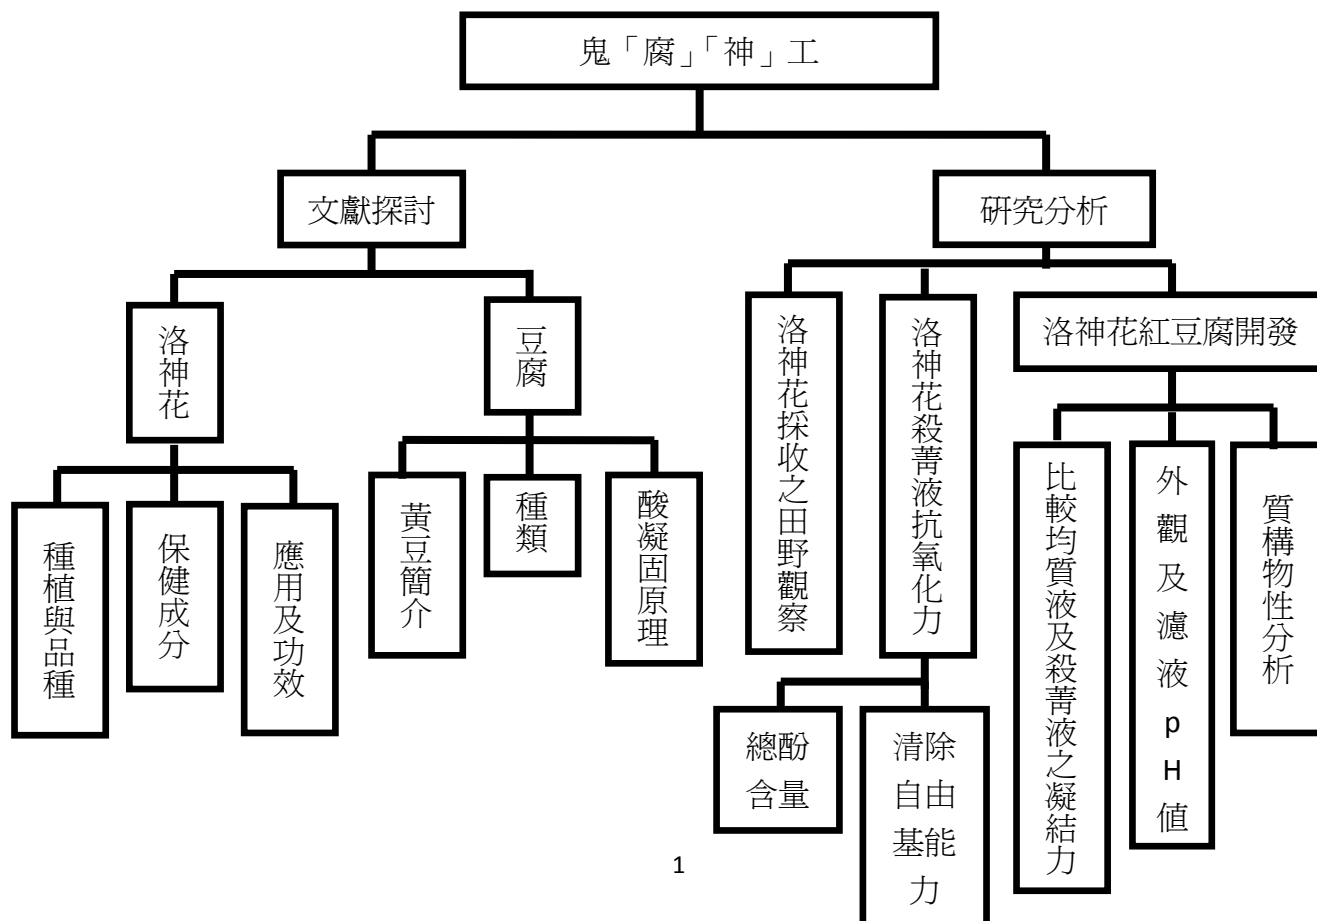 鬼「腐」「神」工
文獻探討
研究分析
洛神花
豆腐
洛神花採收之田野觀察
洛神花殺菁液抗氧化力
洛神花紅豆腐開發
種植與品種
保健成分
應用及功效
黃豆簡介
種類
酸凝固原理
總酚
含量
清除
自由
基能
力
比較均質液及殺菁液之凝結力
外觀及濾液pH值
質構物性分析
1